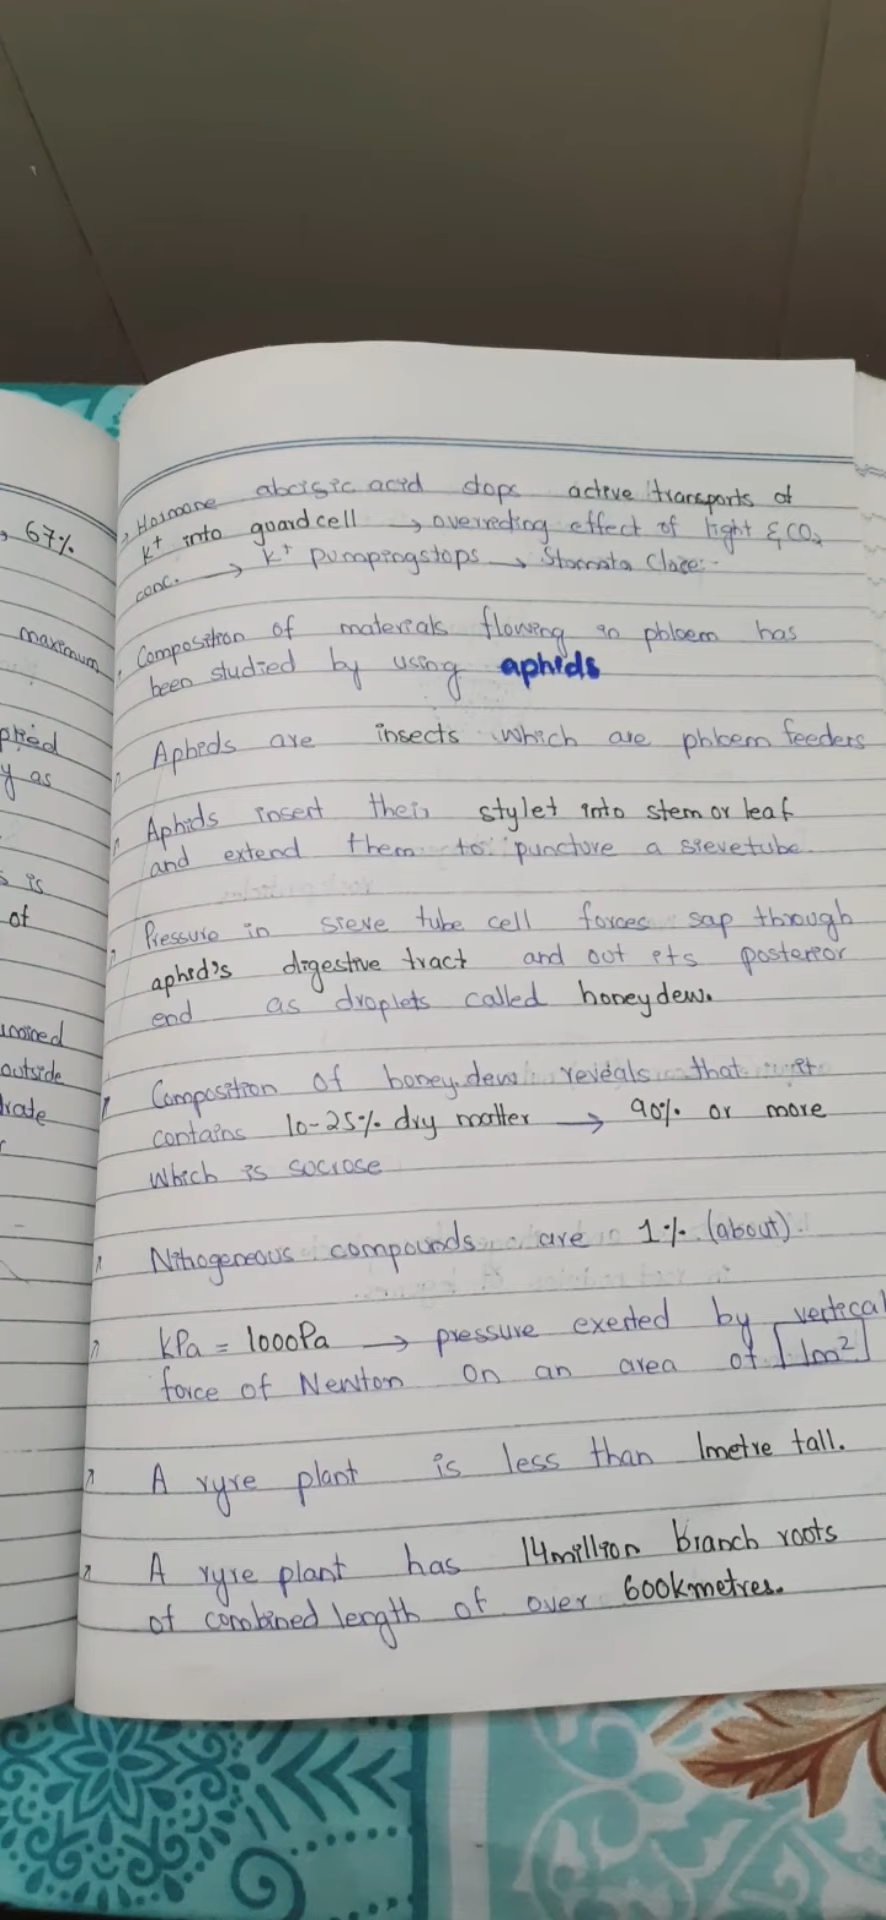 67%
maximum
plied
y as
s is
of
outside
Hormone abcisic acid stops active transports of
K+ into guard cell → overreding effect of light & CO2
conc. → K+ pumping stops → Stomata Close:-
Composition of materials flowing in phloem has
been studied by using aphids
Aphids are insects which are phloem feeders
Aphids insert their stylet into stem or leaf
and extend them to puncture a sievetube.
Pressure in sieve tube cell forces sap through
aphid's digestive tract and out its posterior
end as droplets called honeydew.
Composition of honey.dew reveals that it
contains 10-25% dry matter → 90% or more
Which is sucrose
Nitrogeneous compounds are 1% (about).
KPa = 1000Pa → pressure exerted by vertical
force of Newton On an area of [1m²]
A ryre plant is less than 1metre tall.
A ryre plant has 14million branch roots
of combined length of over 600kmetres.